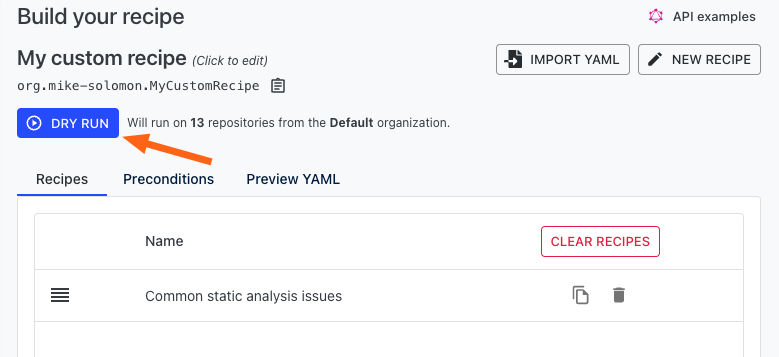 Build your recipe
API examples
My custom recipe (Click to edit)
IMPORT YAML
NEW RECIPE
org.mike-solomon.MyCustomRecipe
DRY RUN
Will run on 13 repositories from the Default organization.
Recipes
Preconditions
Preview YAML
Name
CLEAR RECIPES
Common static analysis issues